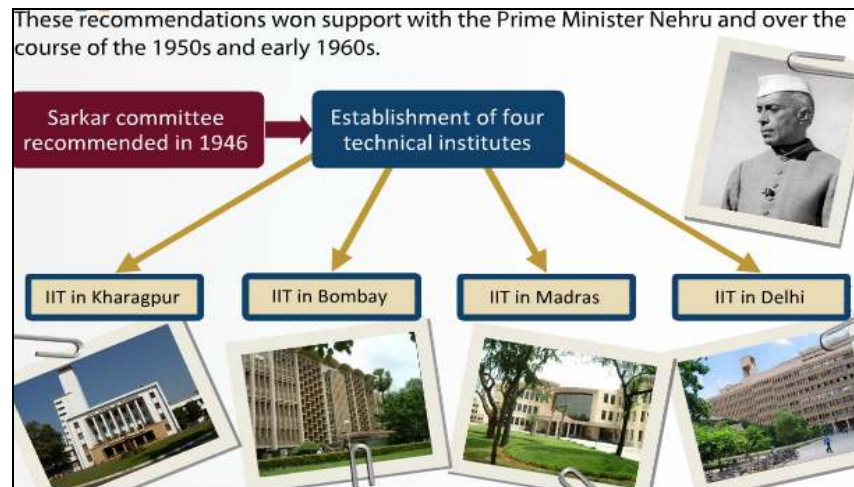 These recommendations won support with the Prime Minister Nehru and over the
course of the 1950s and early 1960s.
Sarkar committee
recommended in 1946
Establishment of four
technical institutes
IIT in Kharagpur
IIT in Bombay
IIT in Madras
IIT in Delhi